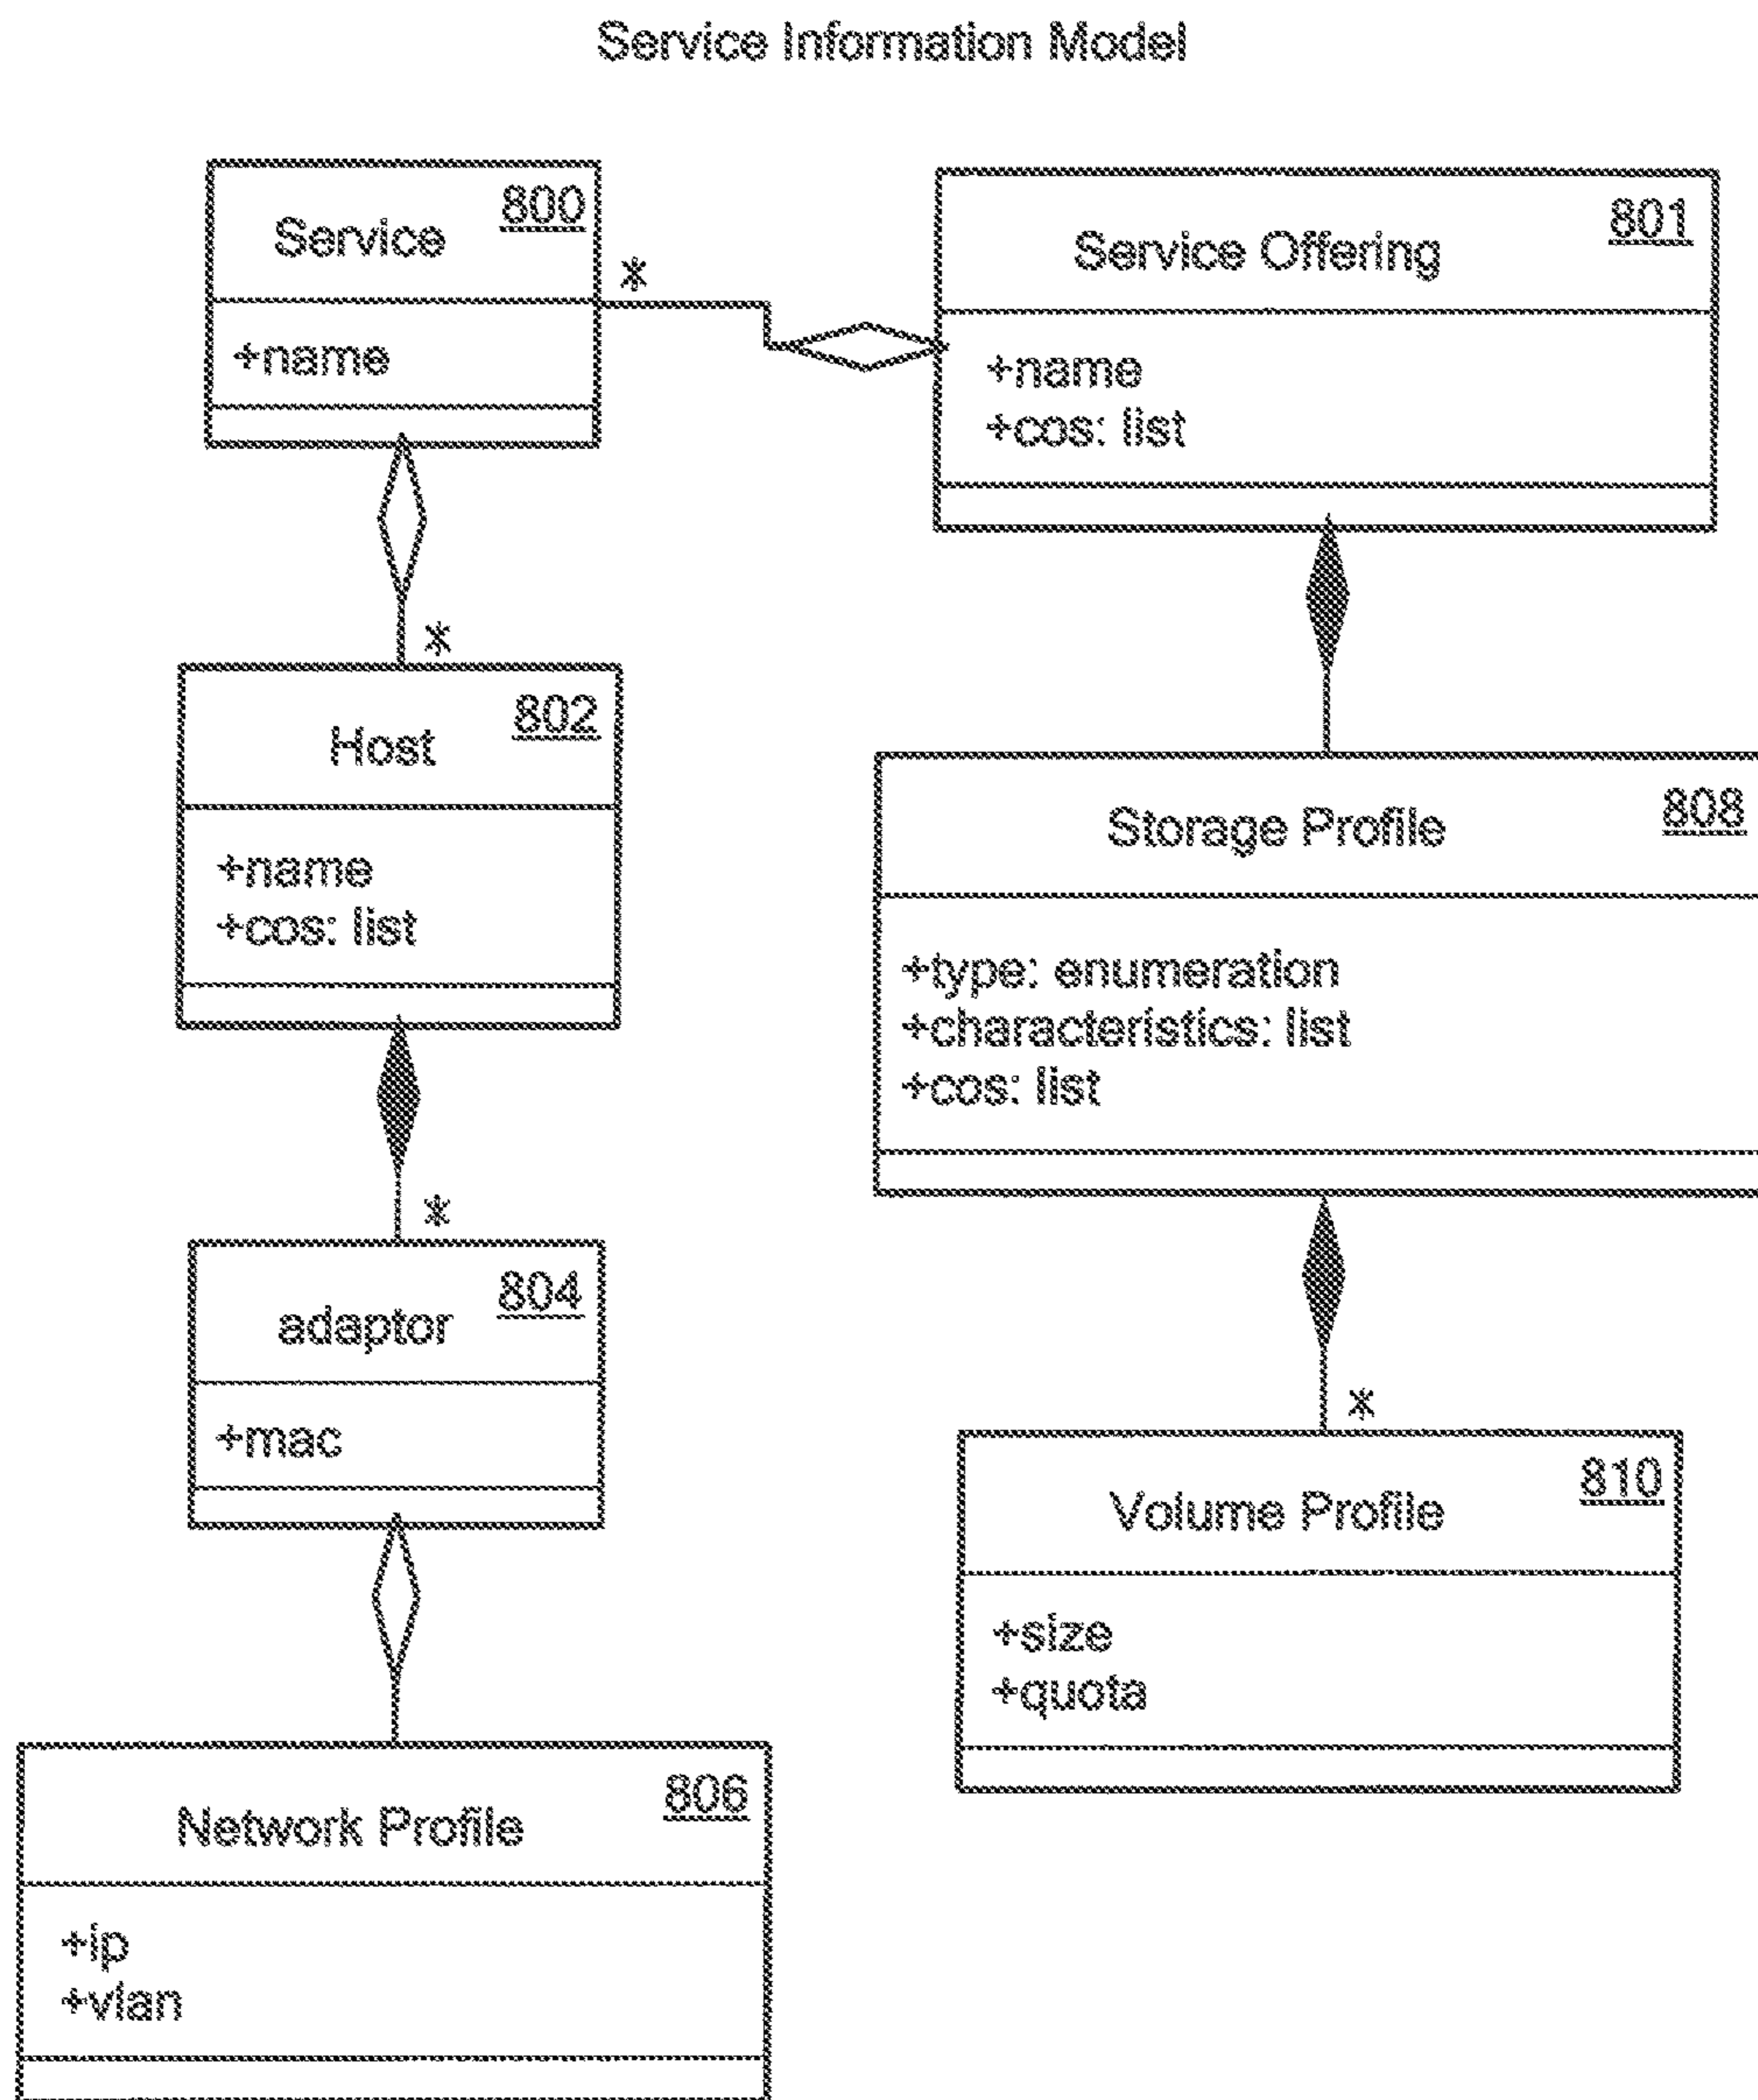 Service Information Model
800
Service
+name
*
801
Service Offering
+name
+cos: list
*
802
Host
+name
+cos: list
808
Storage Profile
+type: enumeration
+characteristics: list
+cos: list
*
804
adaptor
+mac
*
810
Volume Profile
+size
+quota
806
Network Profile
+ip
+vlan